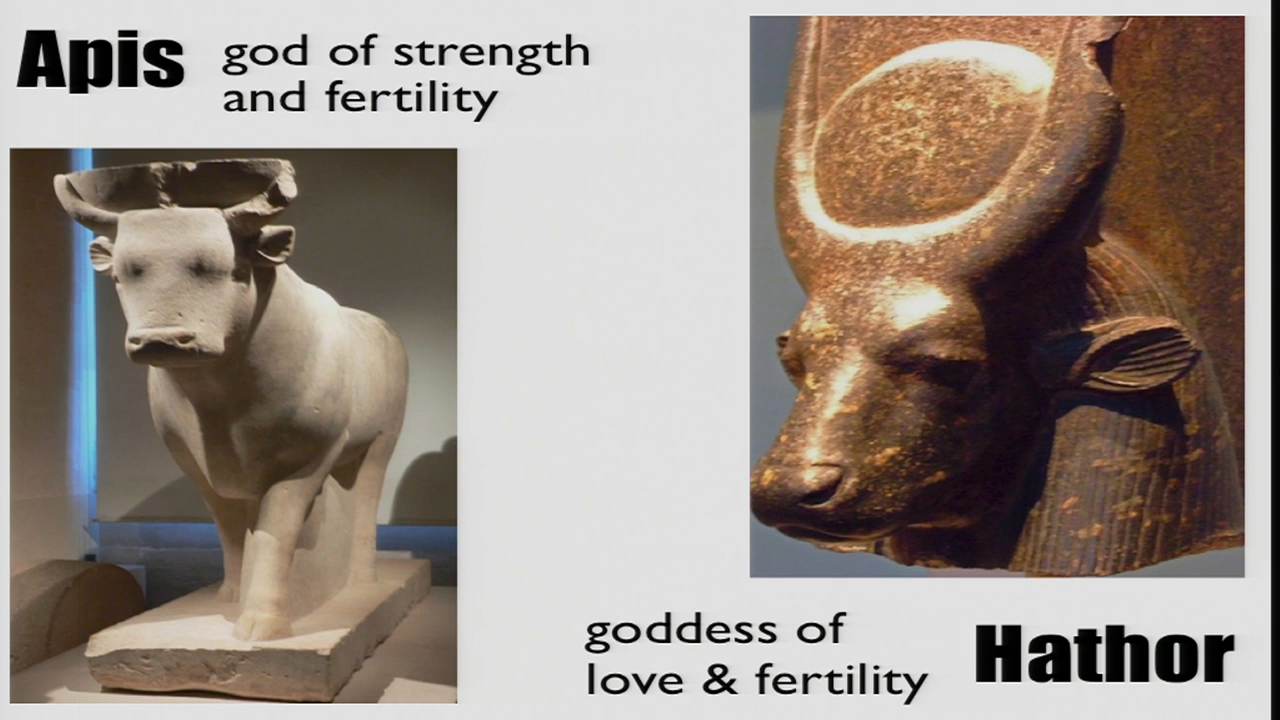 Apis
god of strength
and fertility
goddess of
love & fertility
Hathor